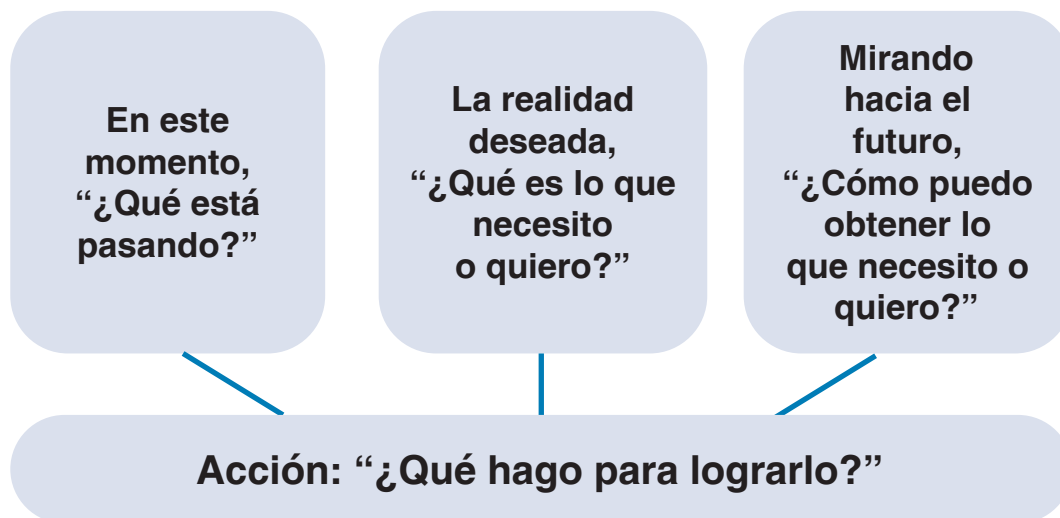 En este
momento,
“¿Qué está
pasando?”
La realidad
deseada,
“¿Qué es lo que
necesito
o quiero?”
Mirando
hacia el
futuro,
“¿Cómo puedo
obtener lo
que necesito o
quiero?”
Acción: “¿Qué hago para lograrlo?”